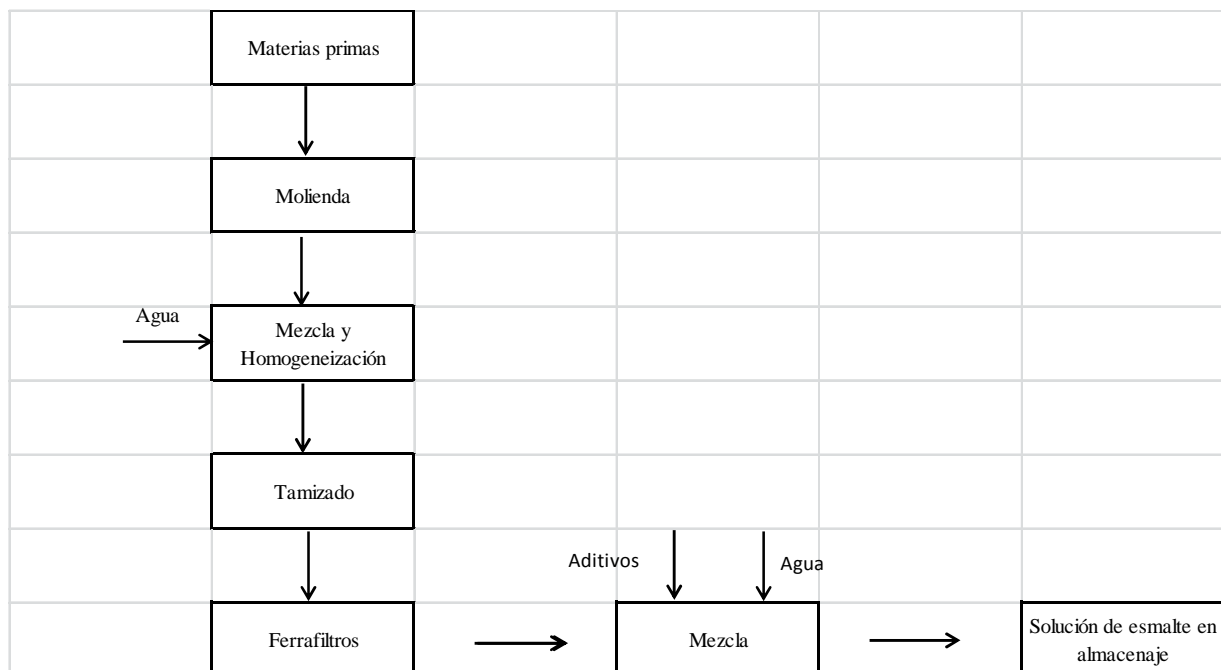 Materias primas
Molienda
Agua
Mezcla y
Homogeneización
Tamizado
Aditivos
Agua
Ferrafiltros
Mezcla
Solución de esmalte en
almacenaje